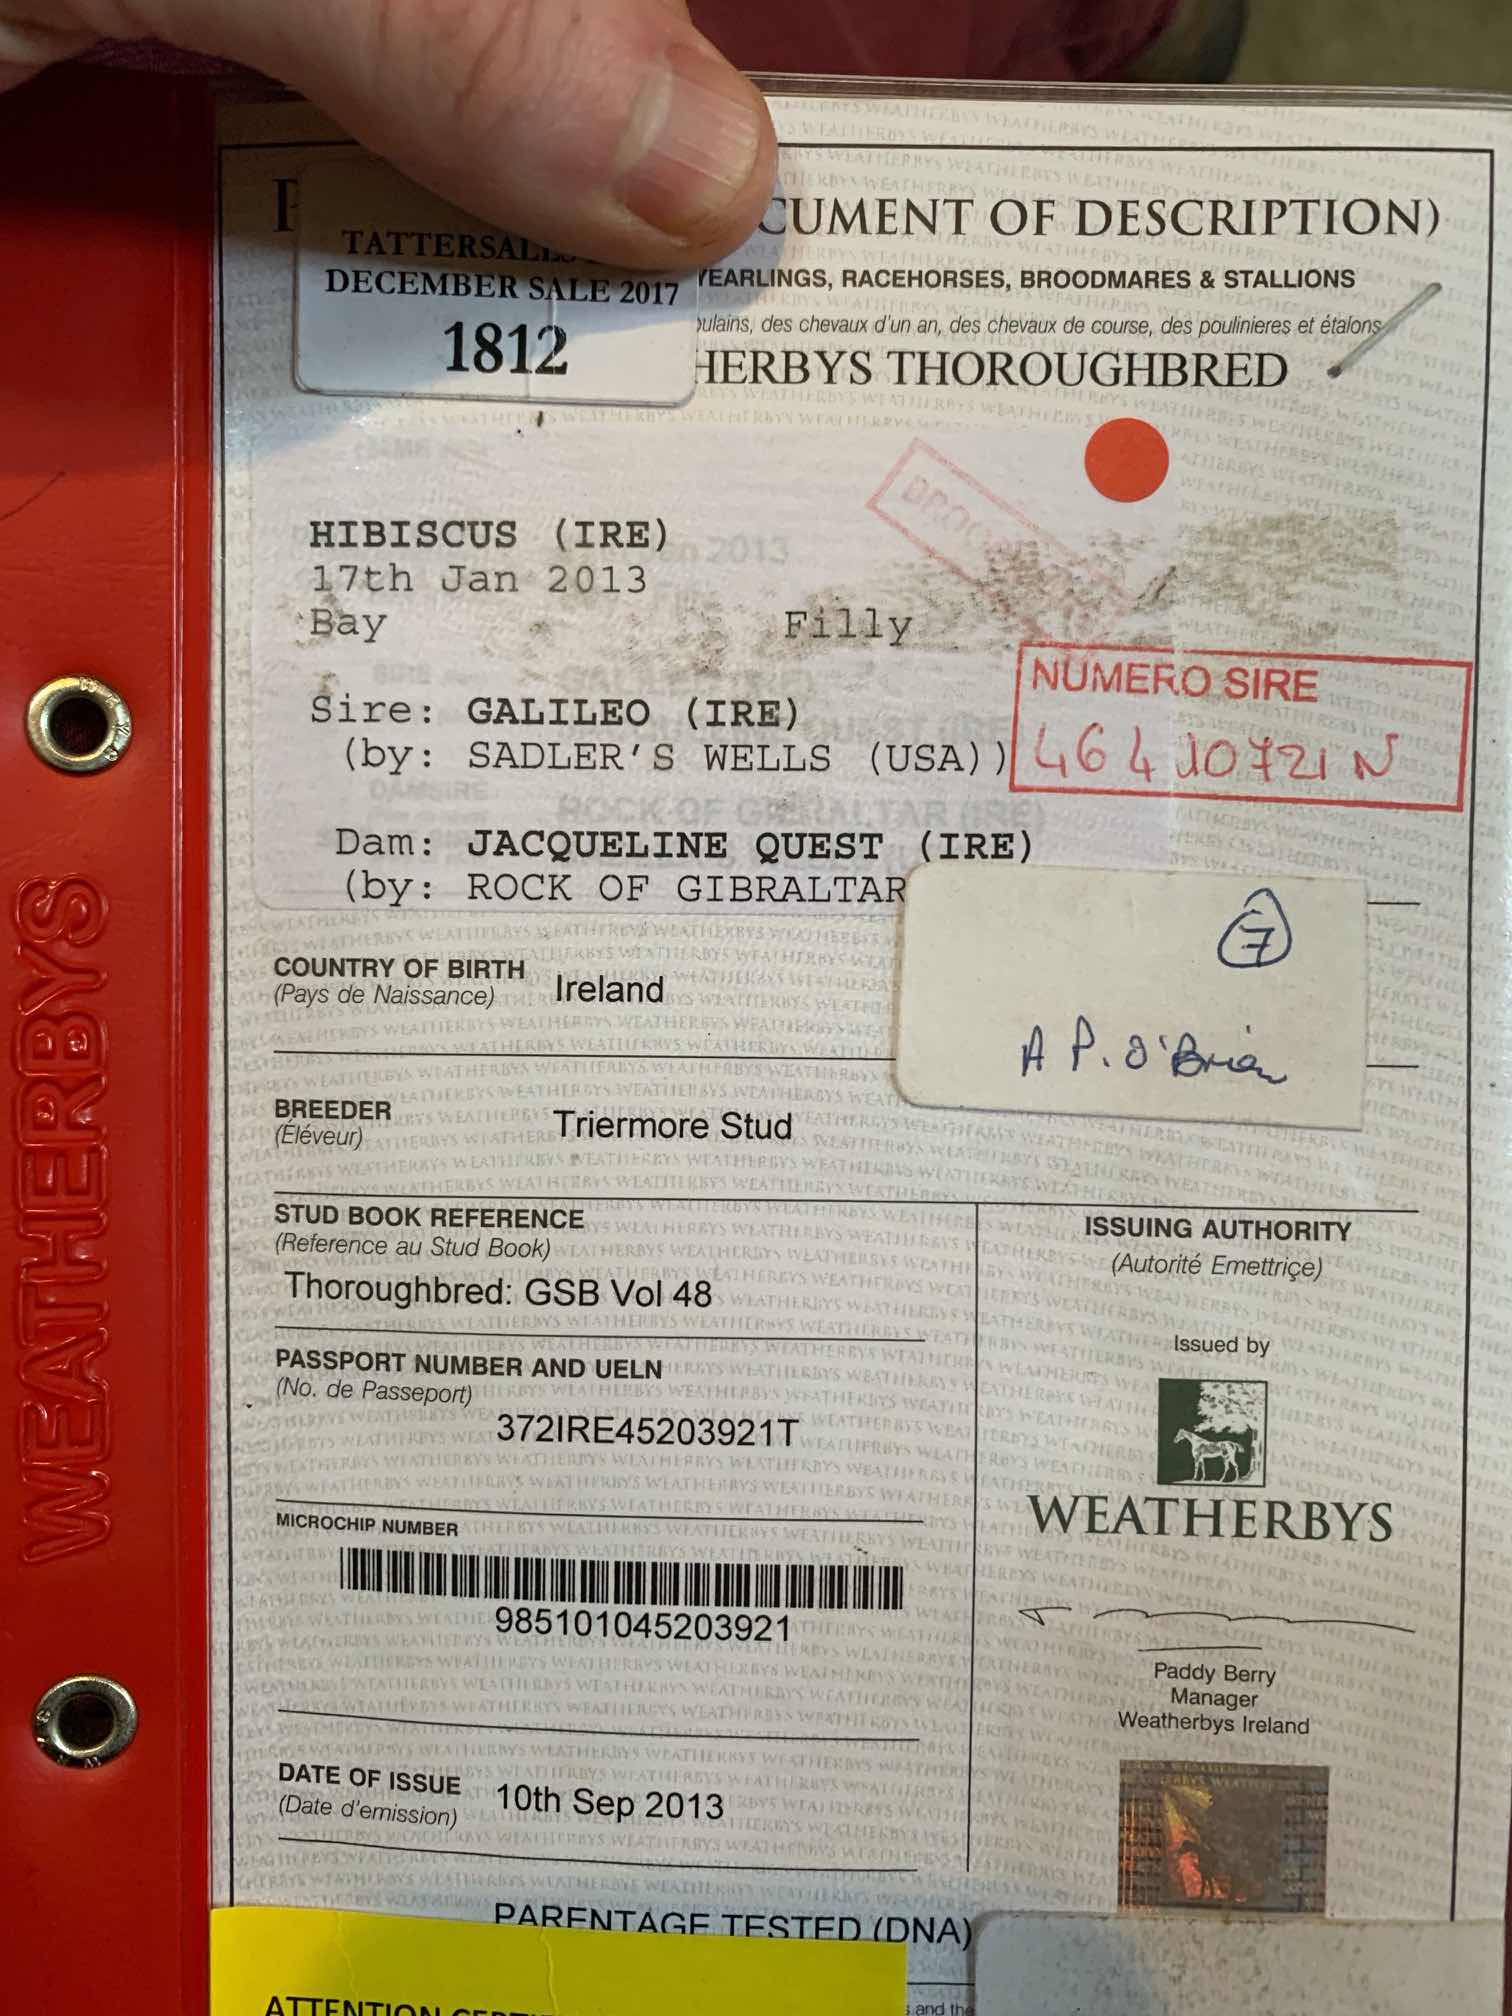 TATTERSALLS
DECEMBER SALE 2017
1812
CUMENT OF DESCRIPTION)
YEARLINGS, RACEHORSES, BROODMARES & STALLIONS
oulains, des chevaux d'un an, des chevaux de course, des poulinieres et étalons
HERBYS THOROUGHBRED
HIBISCUS (IRE)
17th Jan 2013
Bay Filly
Sire: GALILEO (IRE)
(by: SADLER'S WELLS (USA))
NUMERO SIRE
46410721N
Dam: JACQUELINE QUEST (IRE)
(by: ROCK OF GIBRALTAR
7
A P. O'Brien
COUNTRY OF BIRTH
(Pays de Naissance) Ireland
BREEDER
(Éléveur) Triermore Stud
STUD BOOK REFERENCE
(Reference au Stud Book)
Thoroughbred: GSB Vol 48
PASSPORT NUMBER AND UELN
(No. de Passeport)
372IRE45203921T
MICROCHIP NUMBER
985101045203921
DATE OF ISSUE
(Date d'emission) 10th Sep 2013
ISSUING AUTHORITY
(Autorité Emettriçe)
Issued by
WEATHERBYS
Paddy Berry
Manager
Weatherbys Ireland
PARENTAGE TESTED (DNA)
ATTENTION
and the
WEATHERBYS